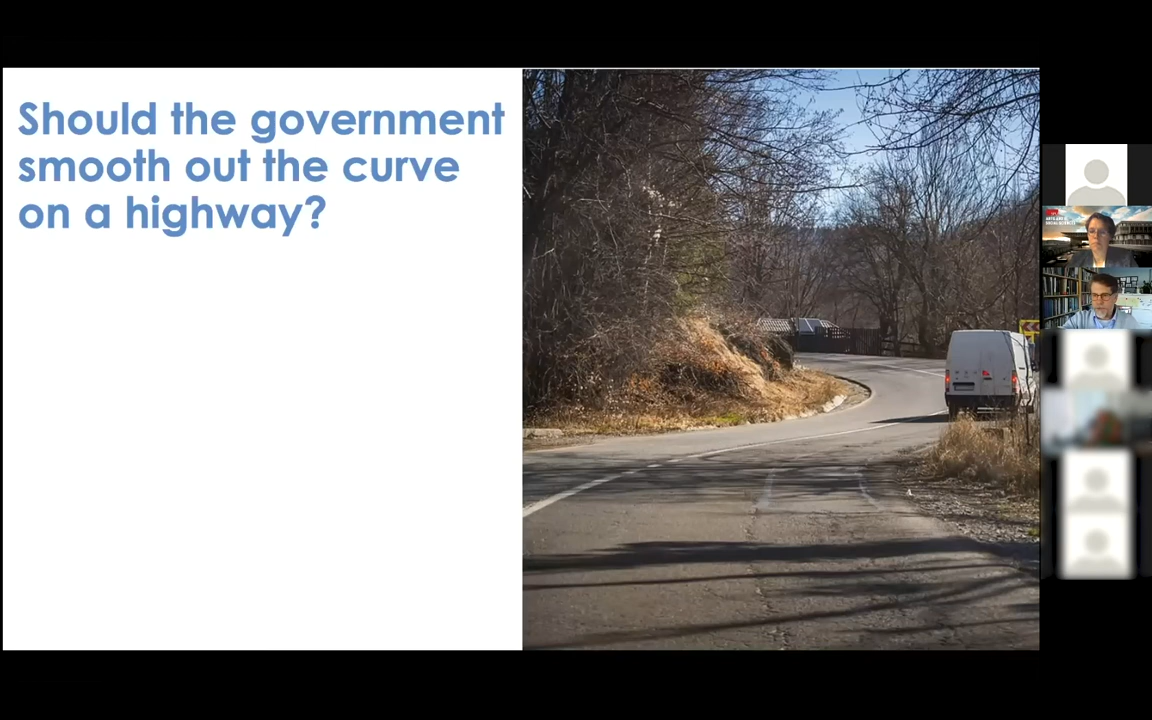 Should the government
smooth out the curve
on a highway?